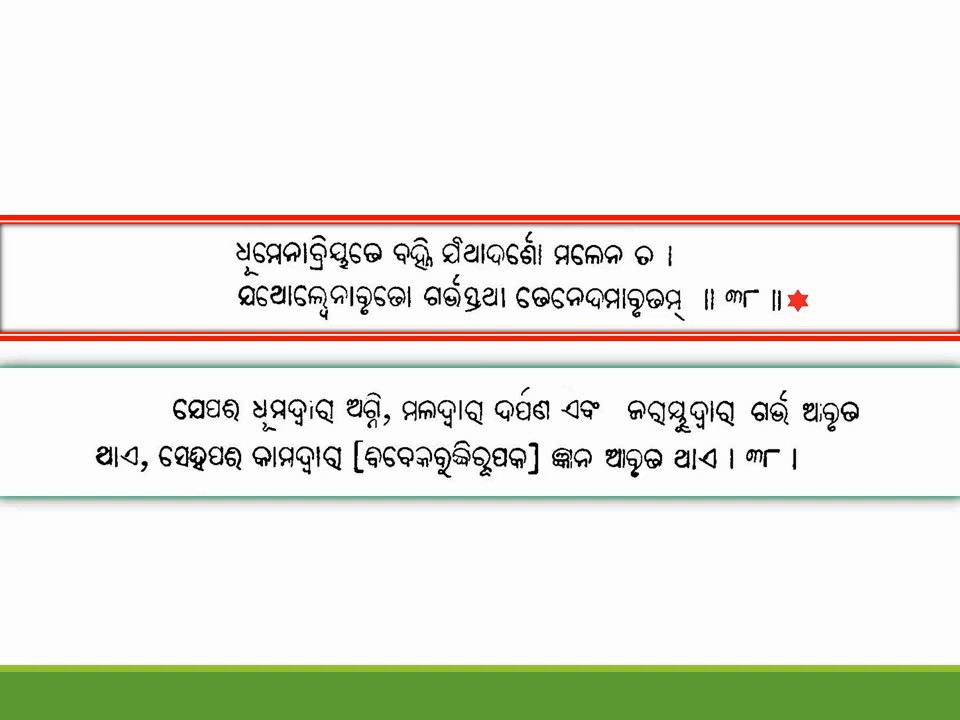 ଧୂମେନାବ୍ରିୟତେ ବହ୍ନି ର୍ଯଥାଦର୍ଶୋ ମଳେନ ଚ ।
ଯଥୋଲ୍ବେନାବୃତୋ ଗର୍ଭସ୍ତଥା ତେନେଦମାବୃତମ୍ ॥ ୩୮ ॥
ଯେପରି ଧୂମଦ୍ୱାରା ଅଗ୍ନି, ମଳଦ୍ୱାରା ଦର୍ପଣ ଏବଂ ଜରାୟୁଦ୍ୱାରା ଗର୍ଭ ଆବୃତ
ଥାଏ, ସେହିପରି କାମଦ୍ୱାରା [ବିବେକବୁଦ୍ଧିରୂପକ] ଜ୍ଞାନ ଆବୃତ ଥାଏ । ୩୮ ।